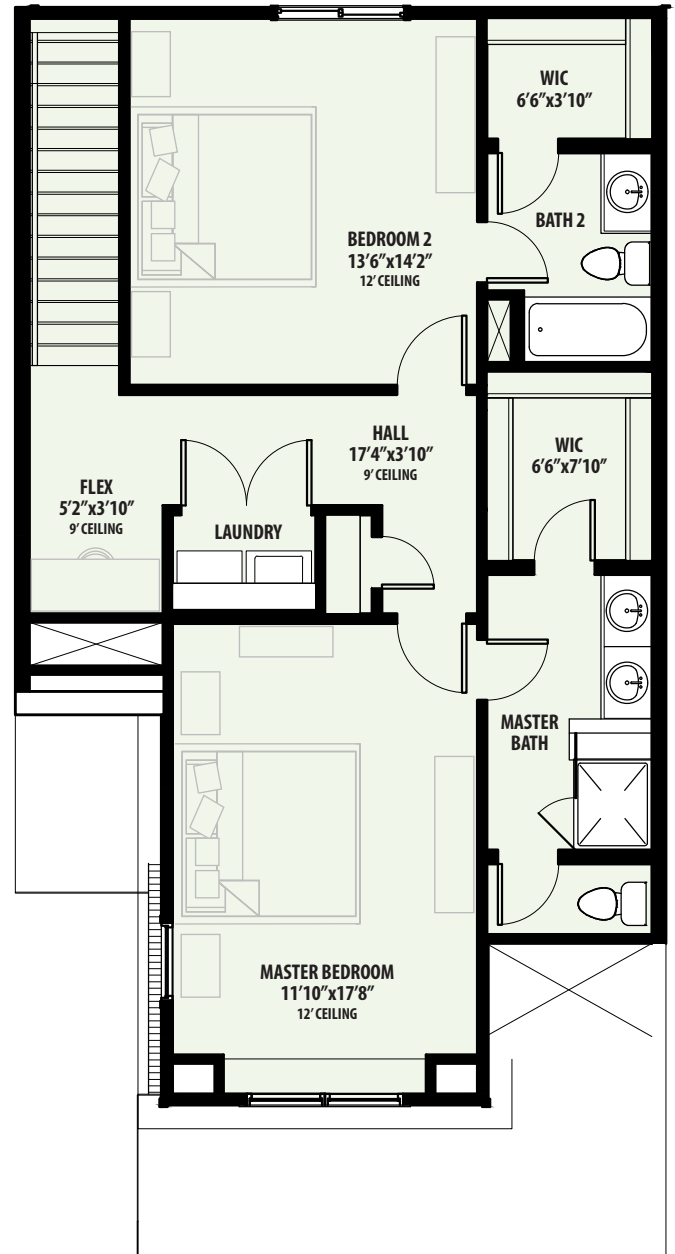 WIC
6’6”x3’10”
BATH 2
BEDROOM 2
13’6”x14’2”
12’ CEILING
HALL
17’4”x3’10”
9’ CEILING
WIC
6’6”x7’10”
FLEX
5’2”x3’10”
9’ CEILING
LAUNDRY
MASTER
BATH
MASTER BEDROOM
11’10”x17’8”
12’ CEILING